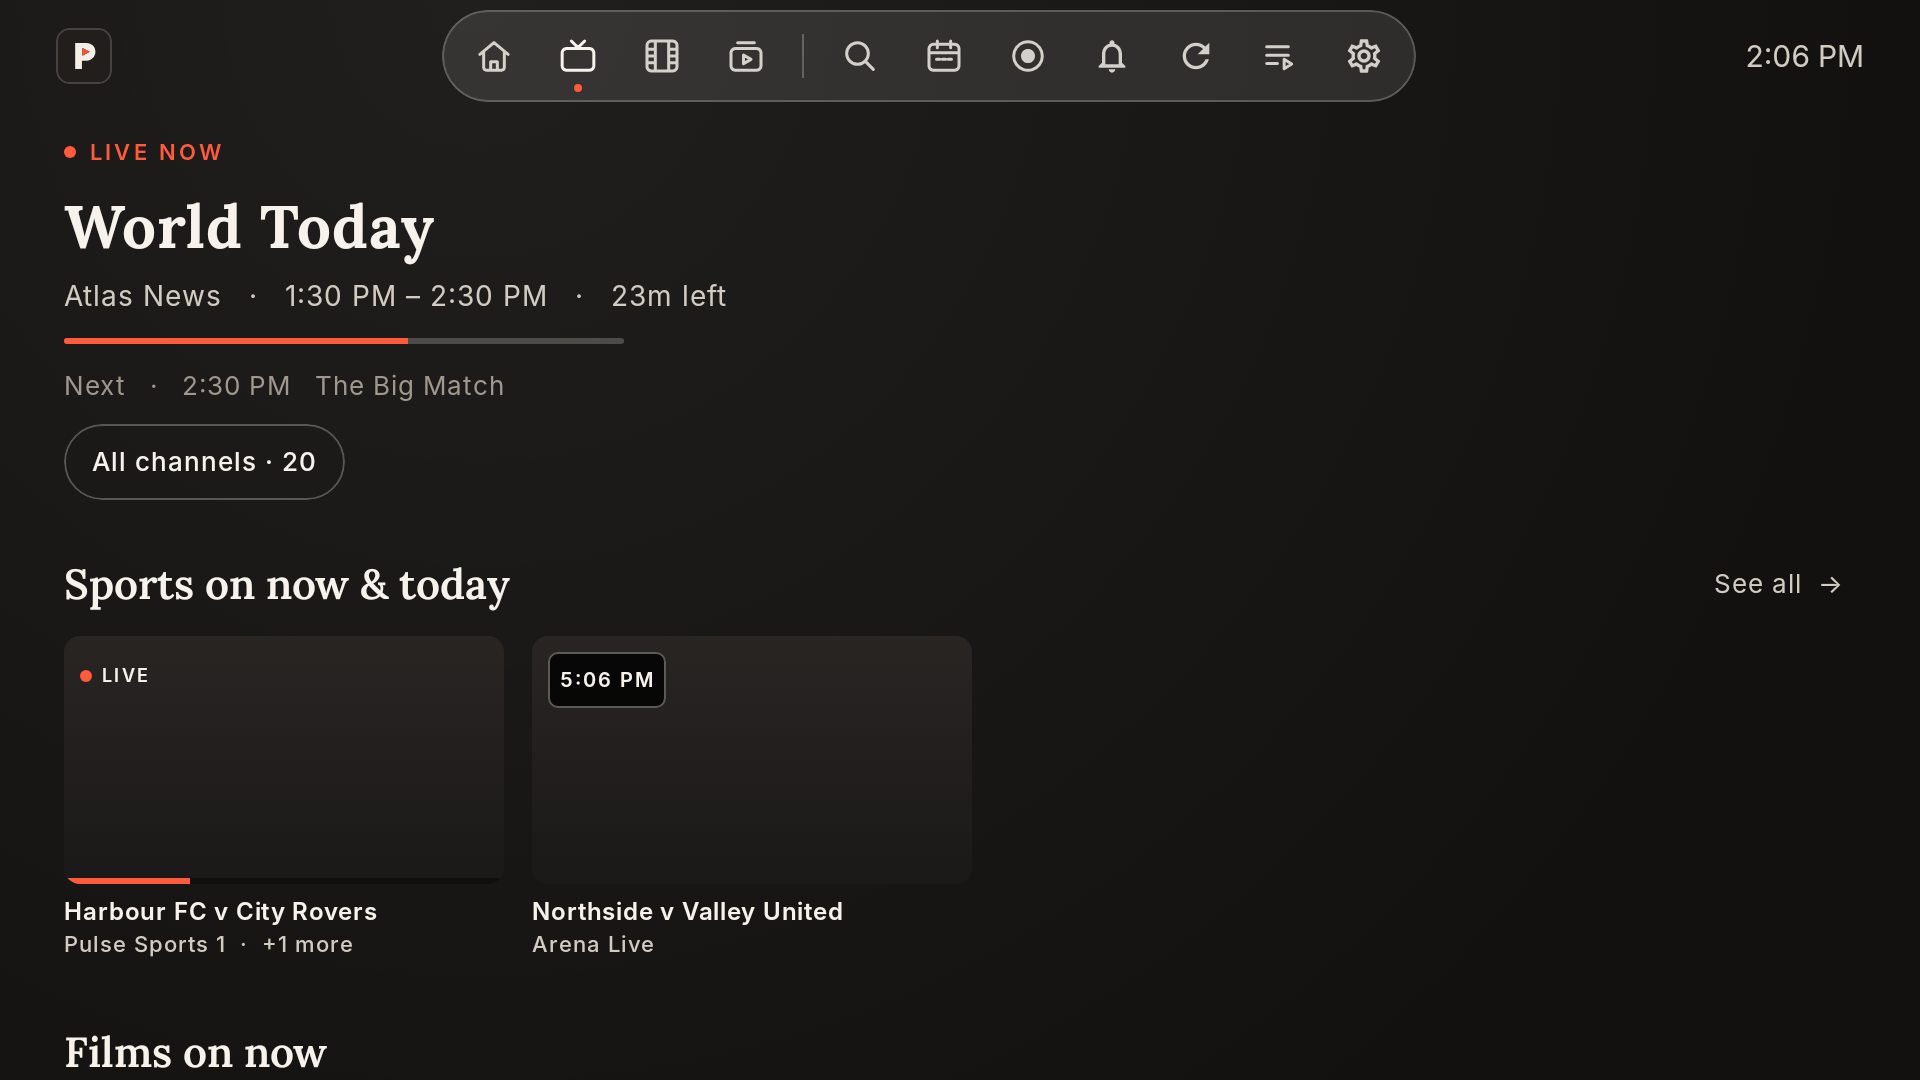 P
2:06 PM
LIVE NOW
World Today
Atlas News · 1:30 PM – 2:30 PM · 23m left
Next · 2:30 PM The Big Match
All channels · 20
Sports on now & today
See all →
LIVE
5:06 PM
Harbour FC v City Rovers
Pulse Sports 1 · +1 more
Northside v Valley United
Arena Live
Films on now